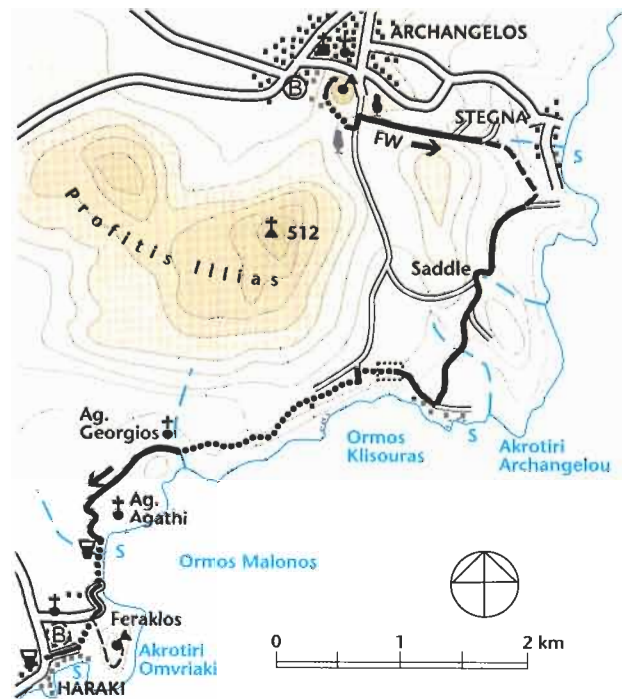 ARCHANGELOS
B
STEGNA
FW
S
Profitis Illias
512
Saddle
Ag.
Georgios
Ormos
Klisouras
S
Akrotiri
Archangelou
Ag.
Agathi
S
Ormos Malonos
Feraklos
B
Akrotiri
Omvriaki
S
HARAKI
0 1 2 km